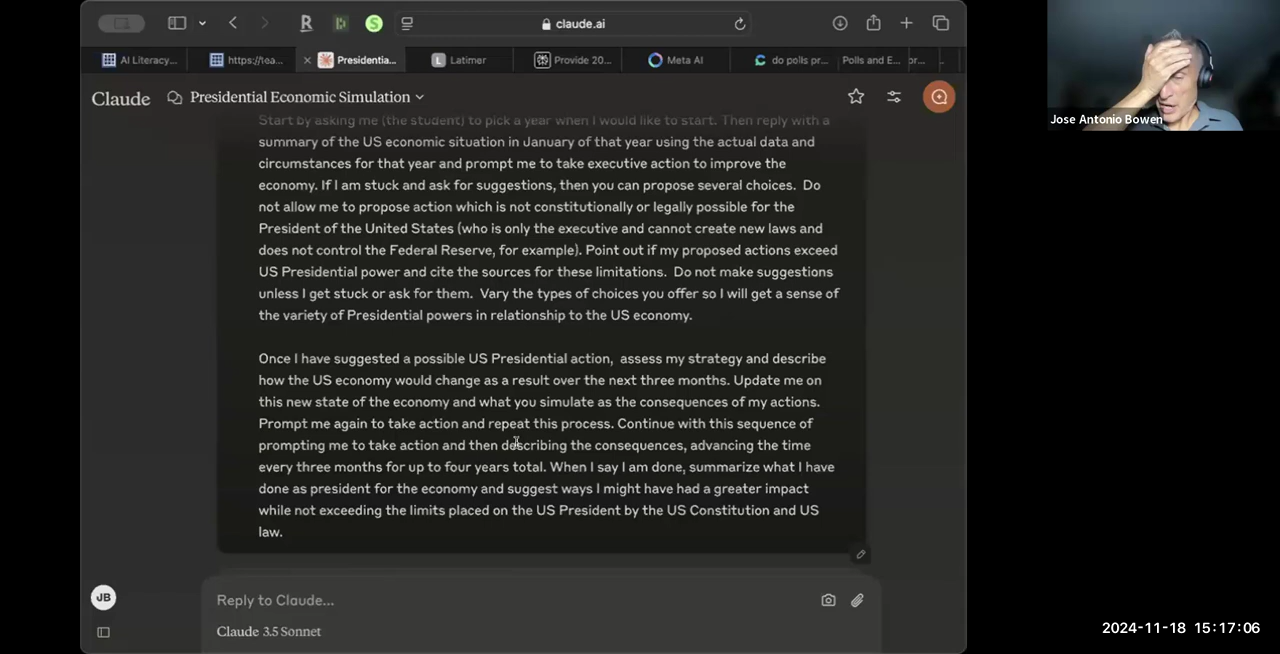 claude.ai
AI Literacy...
https://tea...
Presidentia...
L Latimer
Provide 20...
Meta AI
do polls pr...
Polls and E...
or...
Claude
Presidential Economic Simulation
Start by asking me (the student) to pick a year when I would like to start. Then reply with a
summary of the US economic situation in January of that year using the actual data and
circumstances for that year and prompt me to take executive action to improve the
economy. If I am stuck and ask for suggestions, then you can propose several choices. Do
not allow me to propose action which is not constitutionally or legally possible for the
President of the United States (who is only the executive and cannot create new laws and
does not control the Federal Reserve, for example). Point out if my proposed actions exceed
US Presidential power and cite the sources for these limitations. Do not make suggestions
unless I get stuck or ask for them. Vary the types of choices you offer so I will get a sense of
the variety of Presidential powers in relationship to the US economy.
Once I have suggested a possible US Presidential action, assess my strategy and describe
how the US economy would change as a result over the next three months. Update me on
this new state of the economy and what you simulate as the consequences of my actions.
Prompt me again to take action and repeat this process. Continue with this sequence of
prompting me to take action and then describing the consequences, advancing the time
every three months for up to four years total. When I say I am done, summarize what I have
done as president for the economy and suggest ways I might have had a greater impact
while not exceeding the limits placed on the US President by the US Constitution and US
law.
JB
Reply to Claude...
Claude 3.5 Sonnet
Jose Antonio Bowen
2024-11-18 15:17:06